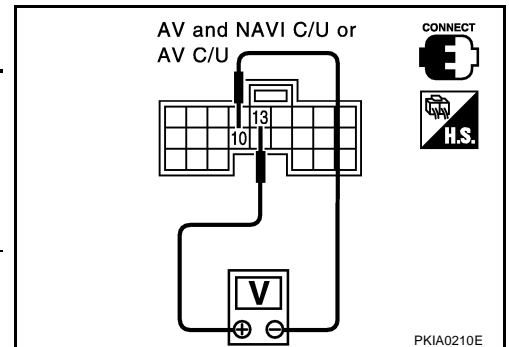 AV and NAVI C/U or
AV C/U
CONNECT
H.S.
13
10
V
+ −
PKIA0210E